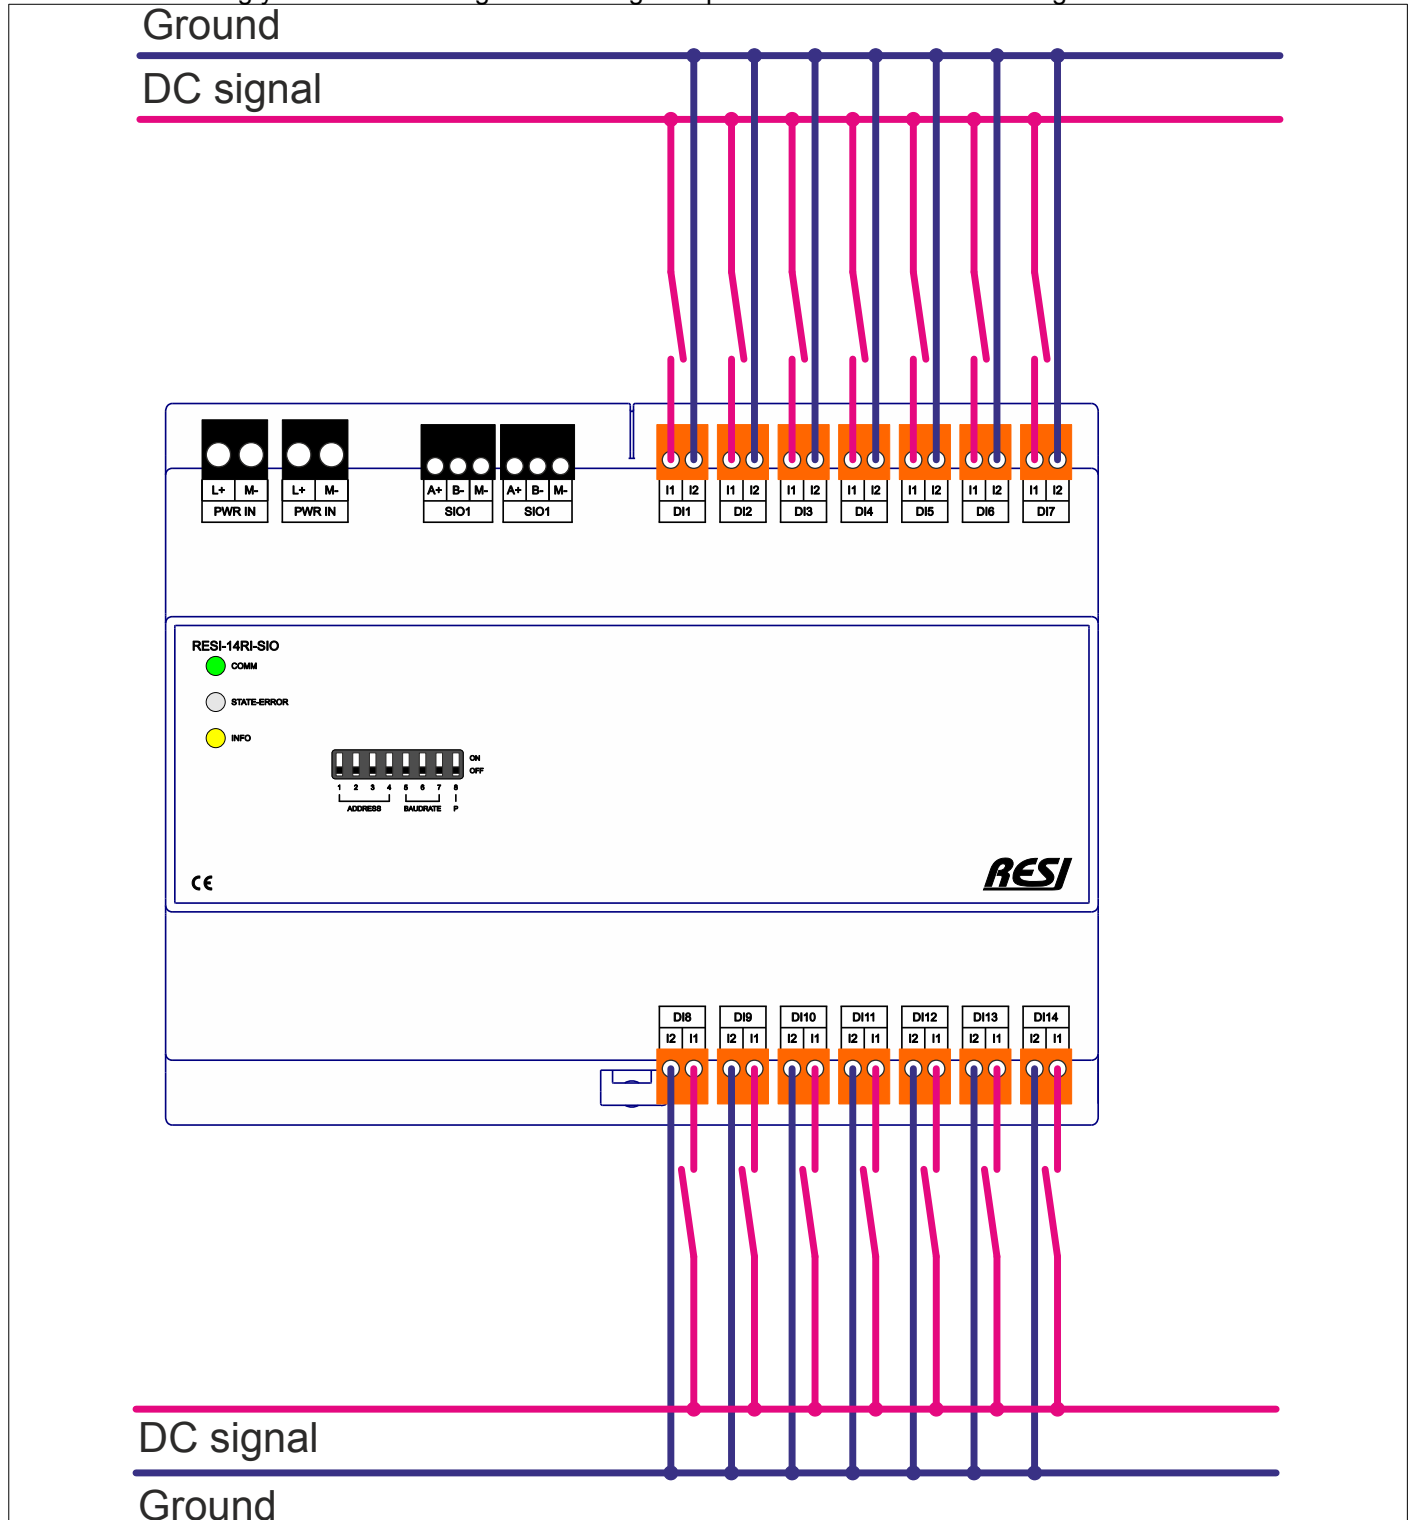 Ground
DC signal
L+ M- L+ M- A+ B- M- A+ B- M- I1 I2 I1 I2 I1 I2 I1 I2 I1 I2 I1 I2 I1 I2
PWR IN PWR IN SIO1 SIO1 DI1 DI2 DI3 DI4 DI5 DI6 DI7
RESI-14RI-SIO
COMM
STATE-ERROR
INFO
ON
OFF
1 2 3 4 5 6 7 8
ADDRESS BAUDRATE P
CE RESI
DI8 DI9 DI10 DI11 DI12 DI13 DI14
I2 I1 I2 I1 I2 I1 I2 I1 I2 I1 I2 I1 I2 I1
DC signal
Ground